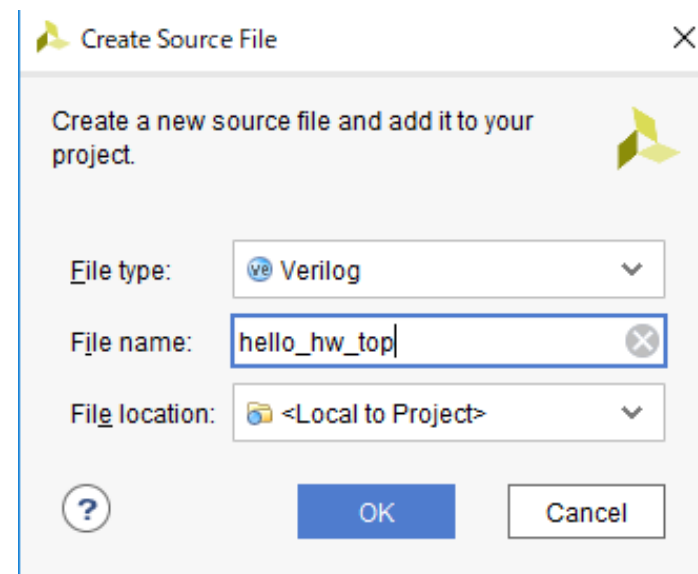 Create Source File
Create a new source file and add it to your
project.
File type:
ve Verilog
File name:
hello_hw_top
File location:
<Local to Project>
?
OK
Cancel